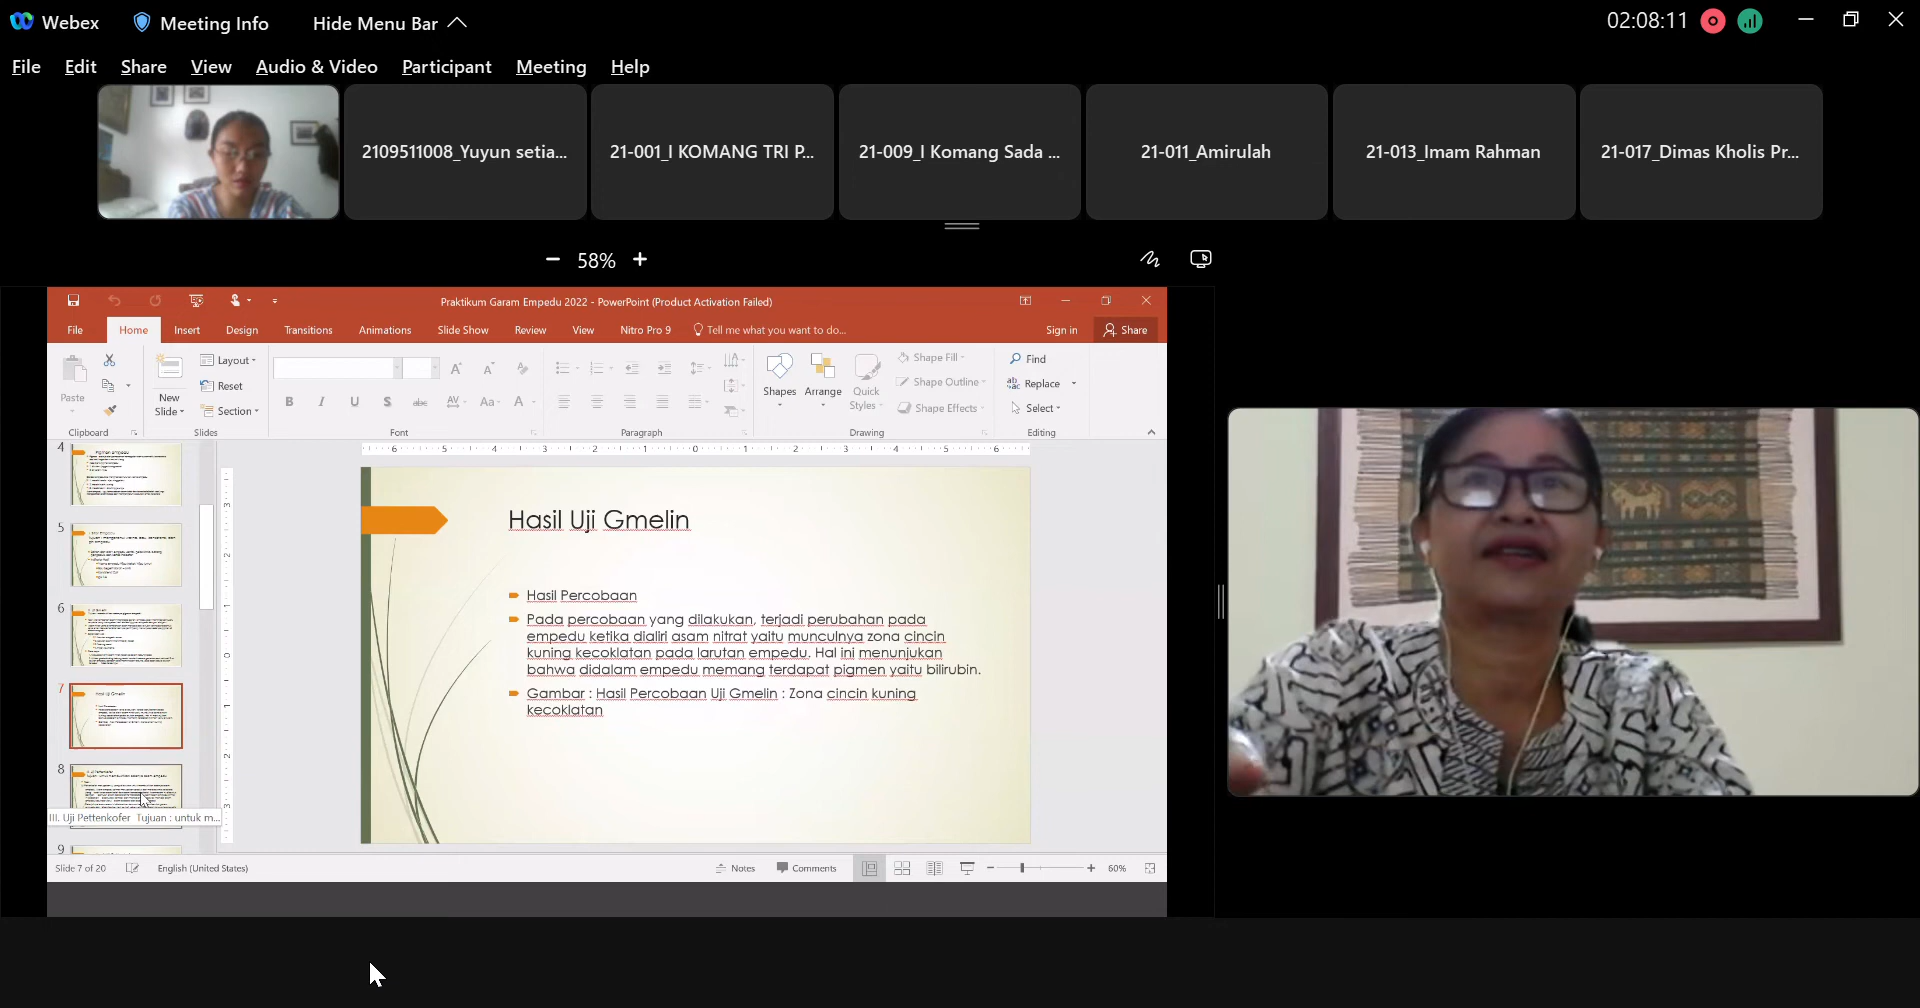 Webex
Meeting Info
Hide Menu Bar
02:08:11
File Edit Share View Audio & Video Participant Meeting Help
2109511008_Yuyun setia...
21-001_I KOMANG TRI P...
21-009_I Komang Sada ...
21-011_Amirulah
21-013_Imam Rahman
21-017_Dimas Kholis Pr...
58%
Praktikum Garam Empedu 2022 - PowerPoint (Product Activation Failed)
File Home Insert Design Transitions Animations Slide Show Review View Nitro Pro 9 Tell me what you want to do... Sign in Share
Paste
Clipboard
New Slide
Layout
Reset
Section
Slides
Font
Paragraph
Shapes
Arrange
Quick Styles
Shape Fill
Shape Outline
Shape Effects
Drawing
Find
Replace
Select
Editing
4
5
6
7
8
9
III. Uji Pettenkofer Tujuan : untuk m...
Hasil Uji Gmelin
Hasil Percobaan
Pada percobaan yang dilakukan, terjadi perubahan pada
empedu ketika dialiri asam nitrat yaitu munculnya zona cincin
kuning kecoklatan pada larutan empedu. Hal ini menunjukan
bahwa didalam empedu memang terdapat pigmen yaitu bilirubin.
Gambar : Hasil Percobaan Uji Gmelin : Zona cincin kuning
kecoklatan
Slide 7 of 20
English (United States)
Notes
Comments
60%